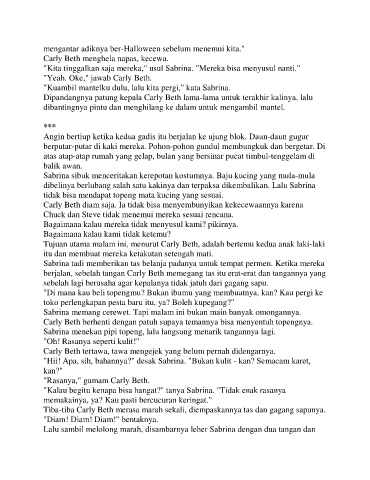 mengantar adiknya ber-Halloween sebelum menemui kita."
Carly Beth menghela napas, kecewa.
"Kita tinggalkan saja mereka," usul Sabrina. "Mereka bisa menyusul nanti."
"Yeah. Oke," jawab Carly Beth.
"Kuambil mantelku dulu, lalu kita pergi," kata Sabrina.
Dipandangnya patung kepala Carly Beth lama-lama untuk terakhir kalinya, lalu
dibantingnya pintu dan menghilang ke dalam untuk mengambil mantel.
***
Angin bertiup ketika kedua gadis itu berjalan ke ujung blok. Daun-daun gugur
berputar-putar di kaki mereka. Pohon-pohon gundul membungkuk dan bergetar. Di
atas atap-atap rumah yang gelap, bulan yang bersinar pucat timbul-tenggelam di
balik awan.
Sabrina sibuk menceritakan kerepotan kostumnya. Baju kucing yang mula-mula
dibelinya berlubang salah satu kakinya dan terpaksa dikembalikan. Lalu Sabrina
tidak bisa mendapat topeng mata kucing yang sesuai.
Carly Beth diam saja. Ia tidak bisa menyembunyikan kekecewaannya karena
Chuck dan Steve tidak menemui mereka sesuai rencana.
Bagaimana kalau mereka tidak menyusul kami? pikirnya.
Bagaimana kalau kami tidak ketemu?
Tujuan utama malam ini, menurut Carly Beth, adalah bertemu kedua anak laki-laki
itu dan membuat mereka ketakutan setengah mati.
Sabrina tadi memberikan tas belanja padanya untuk tempat permen. Ketika mereka
berjalan, sebelah tangan Carly Beth memegang tas itu erat-erat dan tangannya yang
sebelah lagi berusaha agar kepalanya tidak jatuh dari gagang sapu.
"Di mana kau beli topengmu? Bukan ibumu yang membuatnya, kan? Kau pergi ke
toko perlengkapan pesta baru itu, ya? Boleh kupegang?"
Sabrina memang cerewet. Tapi malam ini bukan main banyak omongannya.
Carly Beth berhenti dengan patuh supaya temannya bisa menyentuh topengnya.
Sabrina menekan pipi topeng, lalu langsung menarik tangannya lagi.
"Oh! Rasanya seperti kulit!"
Carly Beth tertawa, tawa mengejek yang belum pernah didengarnya.
"Hii! Apa, sih, bahannya?" desak Sabrina. "Bukan kulit - kan? Semacam karet,
kan?"
"Rasanya," gumam Carly Beth.
"Kalau begitu kenapa bisa hangat?" tanya Sabrina. "Tidak enak rasanya
memakainya, ya? Kau pasti bercucuran keringat."
Tiba-tiba Carly Beth merasa marah sekali, diempaskannya tas dan gagang sapunya.
"Diam! Diam! Diam!" bentaknya.
Lalu sambil melolong marah, disambarnya leher Sabrina dengan dua tangan dan